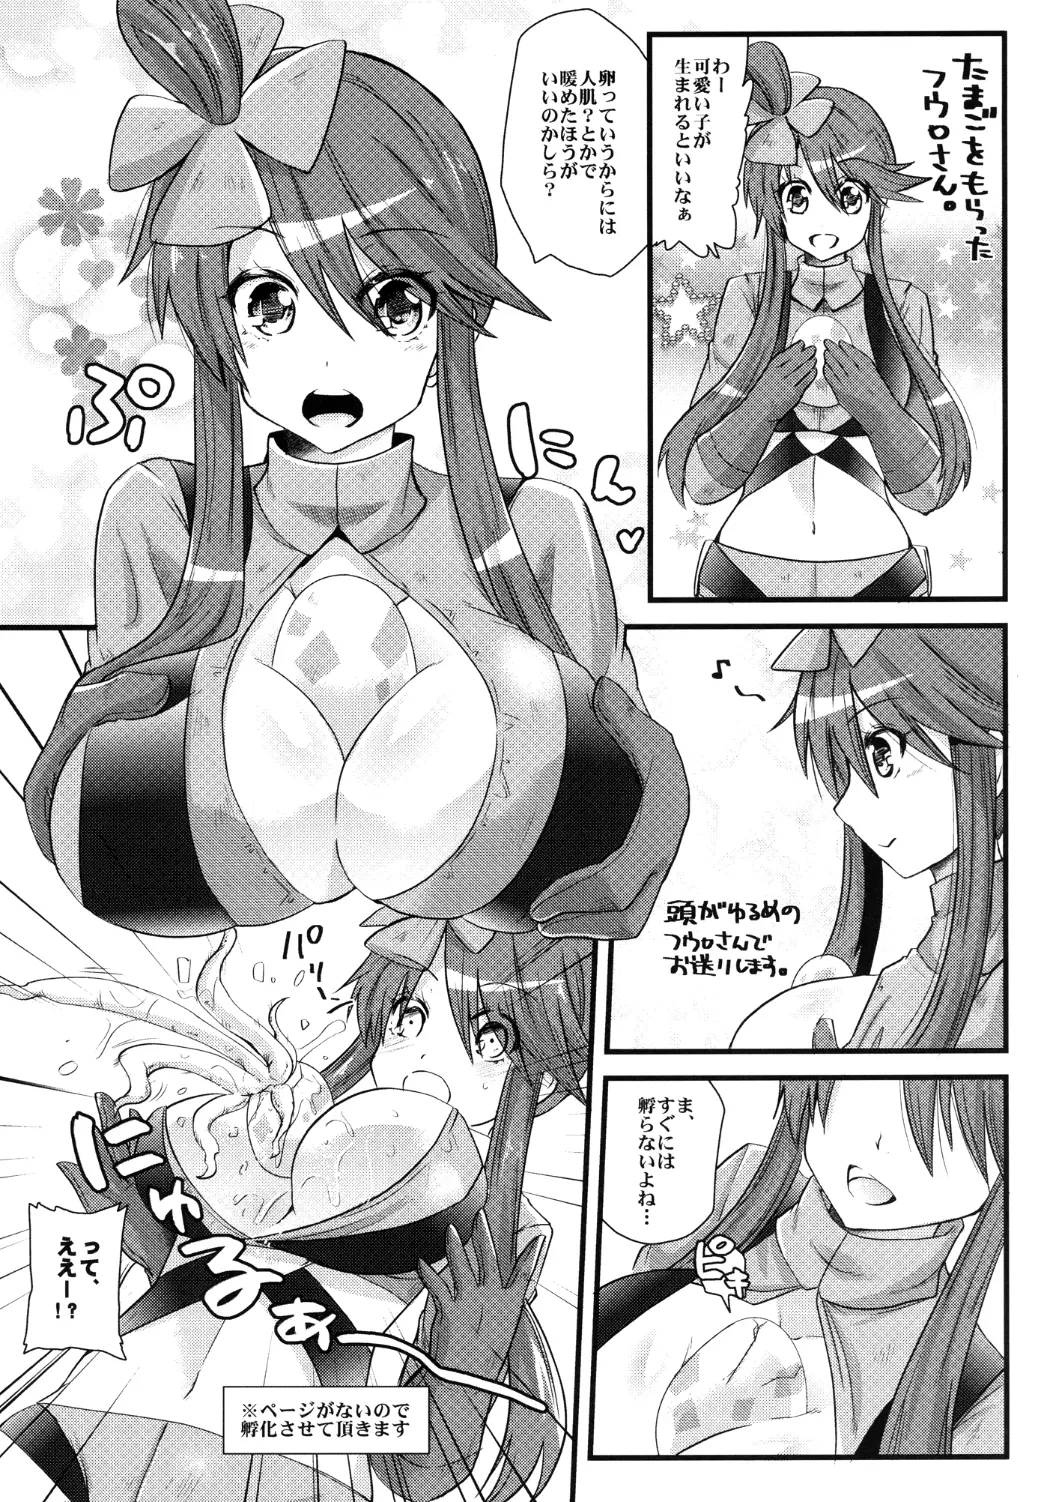 たまごをもらった
フウロさん。
わー
可愛い子が
生まれるといいなぁ
卵っていうからには
人肌？とかで
暖めたほうが
いいのかしら？
ぷ
にん♡
♪～
頭がゆるめの
フウロさんで
お送りします。
ま、
すぐには
孵らないよね…
ピキ
パリ
にゅるるぁー
って、
ええー!?
※ページがないので
孵化させて頂きます